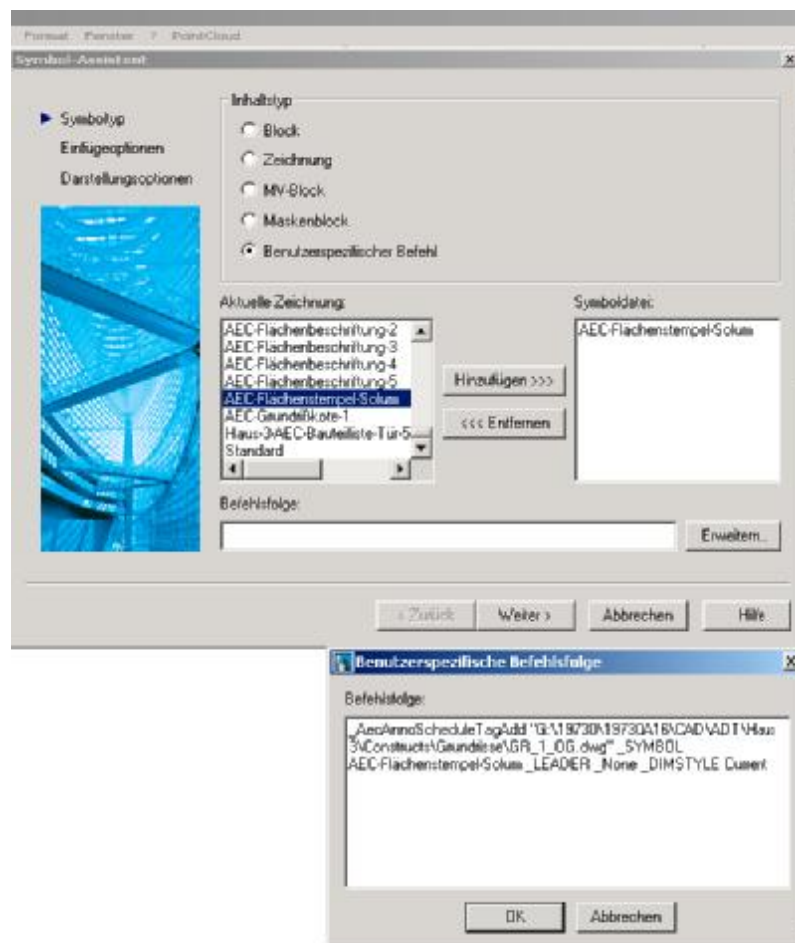 Format Fenster ? PointCloud
Symbol-Assistent
Symboltyp
Einfügeoptionen
Darstellungsoptionen
Inhaltstyp
Block
Zeichnung
MV-Block
Maskenblock
Benutzerspezifischer Befehl
Aktuelle Zeichnung:
AEC-Flächenbeschriftung-2
AEC-Flächenbeschriftung-3
AEC-Flächenbeschriftung-4
AEC-Flächenbeschriftung-5
AEC-Flächenstempel-Solum
AEC-Grundrißkote-1
Haus-3-AEC-Bauteilliste-Tür-5
Standard
Hinzufügen >>>
<<< Entfernen
Symboldatei:
AEC-Flächenstempel-Solum
Befehlsfolge:
Erweitern...
< Zurück
Weiter >
Abbrechen
Hilfe
Benutzerspezifische Befehlsfolge
Befehlsfolge:
_AecAnnoScheduleTagAdd "G:\19730\19730A16\CAD\ADT\Haus
3\Constructs\Grundrisse\GR_1_OG.dwg" _SYMBOL
AEC-Flächenstempel-Solum _LEADER _None _DIMSTYLE Current
OK
Abbrechen